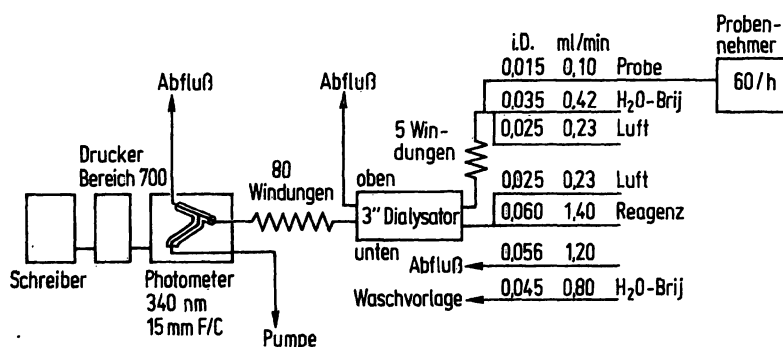 i.D. ml/min
Proben-
nehmer
60/h
0,015 0,10 Probe
0,035 0,42 H₂O-Brij
0,025 0,23 Luft
5 Win-
dungen
0,025 0,23 Luft
0,060 1,40 Reagenz
0,056 1,20
Abfluß
Waschvorlage 0,045 0,80 H₂O-Brij
Abfluß
oben
3" Dialysator
unten
80
Windungen
Abfluß
Drucker
Bereich 700
Schreiber
Photometer
340 nm
15 mm F/C
Pumpe